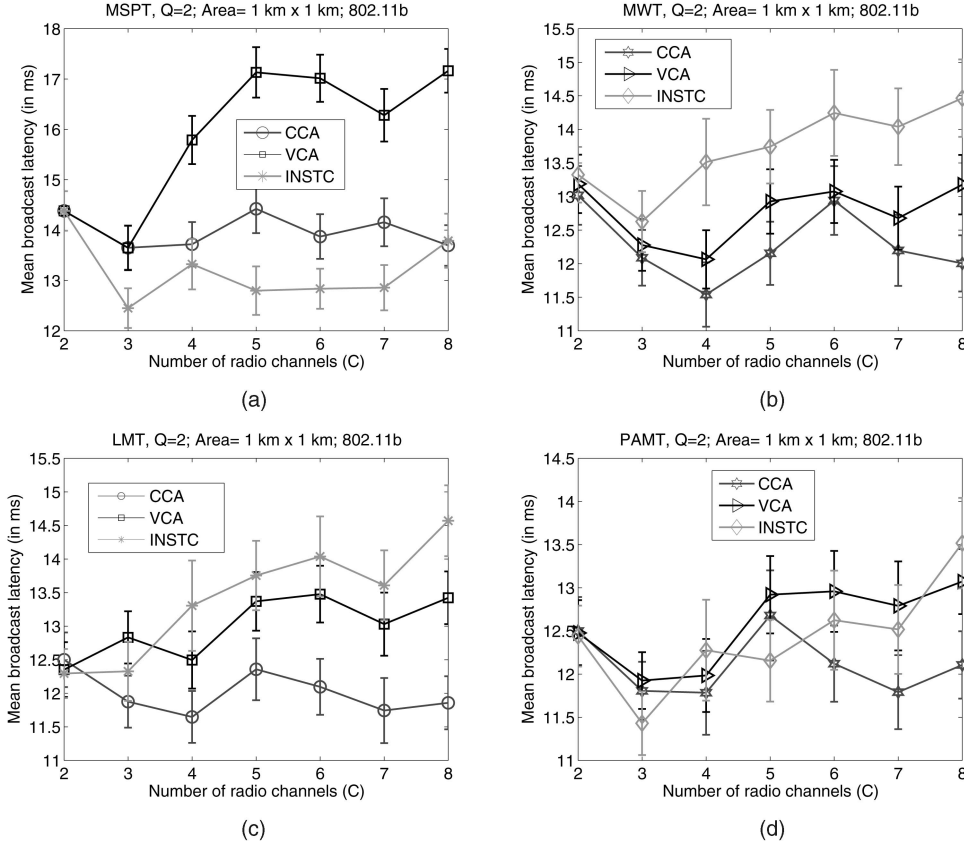 MSPT, Q=2; Area= 1 km x 1 km; 802.11b
Mean broadcast latency (in ms)
18
17
16
15
14
13
12
CCA
VCA
INSTC
2 3 4 5 6 7 8
Number of radio channels (C)
(a)
MWT, Q=2; Area= 1 km x 1 km; 802.11b
Mean broadcast latency (in ms)
15.5
15
14.5
14
13.5
13
12.5
12
11.5
11
CCA
VCA
INSTC
2 3 4 5 6 7 8
Number of radio channels (C)
(b)
LMT, Q=2; Area= 1 km x 1 km; 802.11b
Mean broadcast latency (in ms)
15.5
15
14.5
14
13.5
13
12.5
12
11.5
11
CCA
VCA
INSTC
2 3 4 5 6 7 8
Number of radio channels (C)
(c)
PAMT, Q=2; Area= 1 km x 1 km; 802.11b
Mean broadcast latency (in ms)
14.5
14
13.5
13
12.5
12
11.5
11
CCA
VCA
INSTC
2 3 4 5 6 7 8
Number of radio channels (C)
(d)